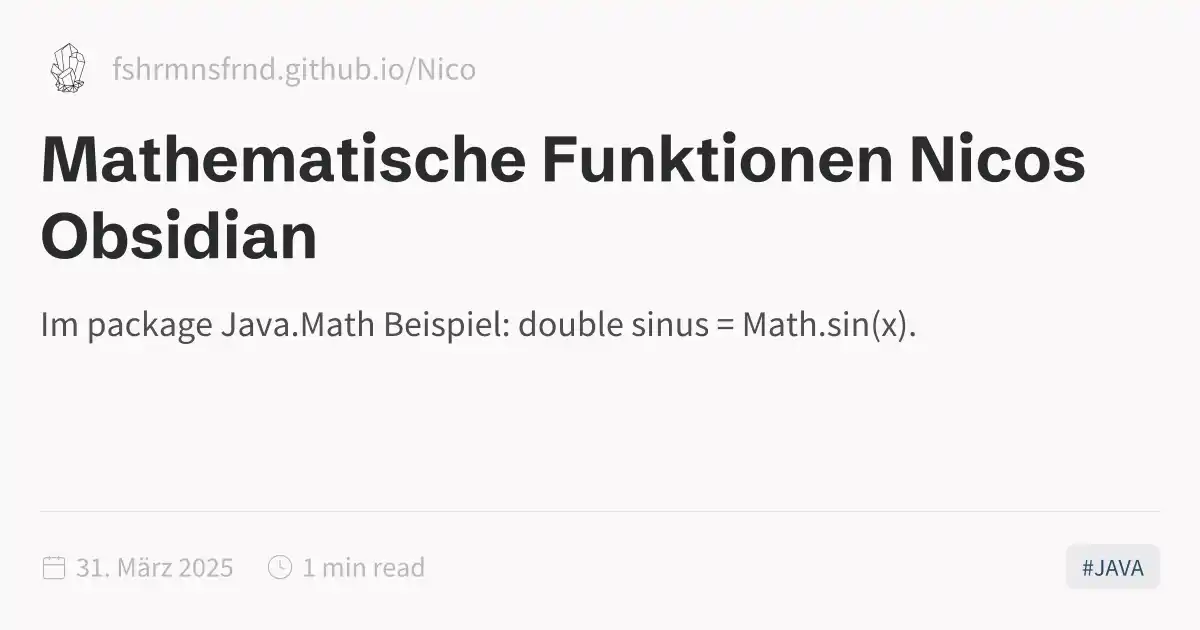 fshrmnsfrnd.github.io/Nico
Mathematische Funktionen Nicos
Obsidian
Im package Java.Math Beispiel: double sinus = Math.sin(x).
31. März 2025
1 min read
#JAVA